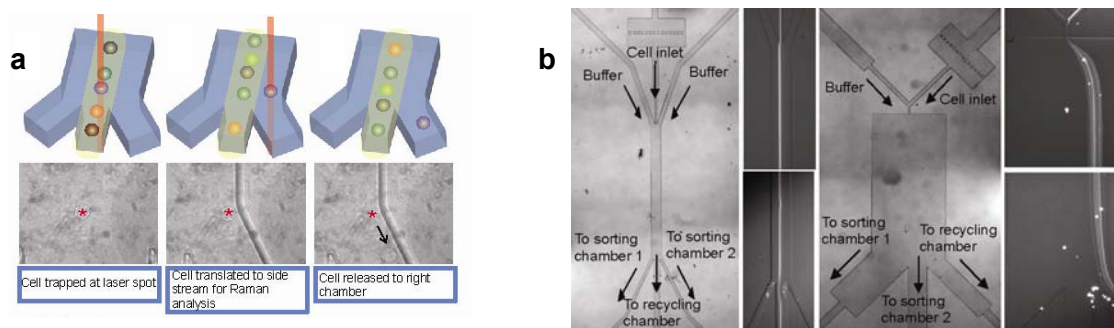 a
Cell trapped at laser spot
Cell translated to side
stream for Raman
analysis
Cell released to right
chamber
b
Cell inlet
Buffer
Buffer
To sorting
chamber 1
To sorting
chamber 2
To recycling
chamber
Buffer
Cell inlet
To sorting
chamber 1
To recycling
chamber
To sorting
chamber 2